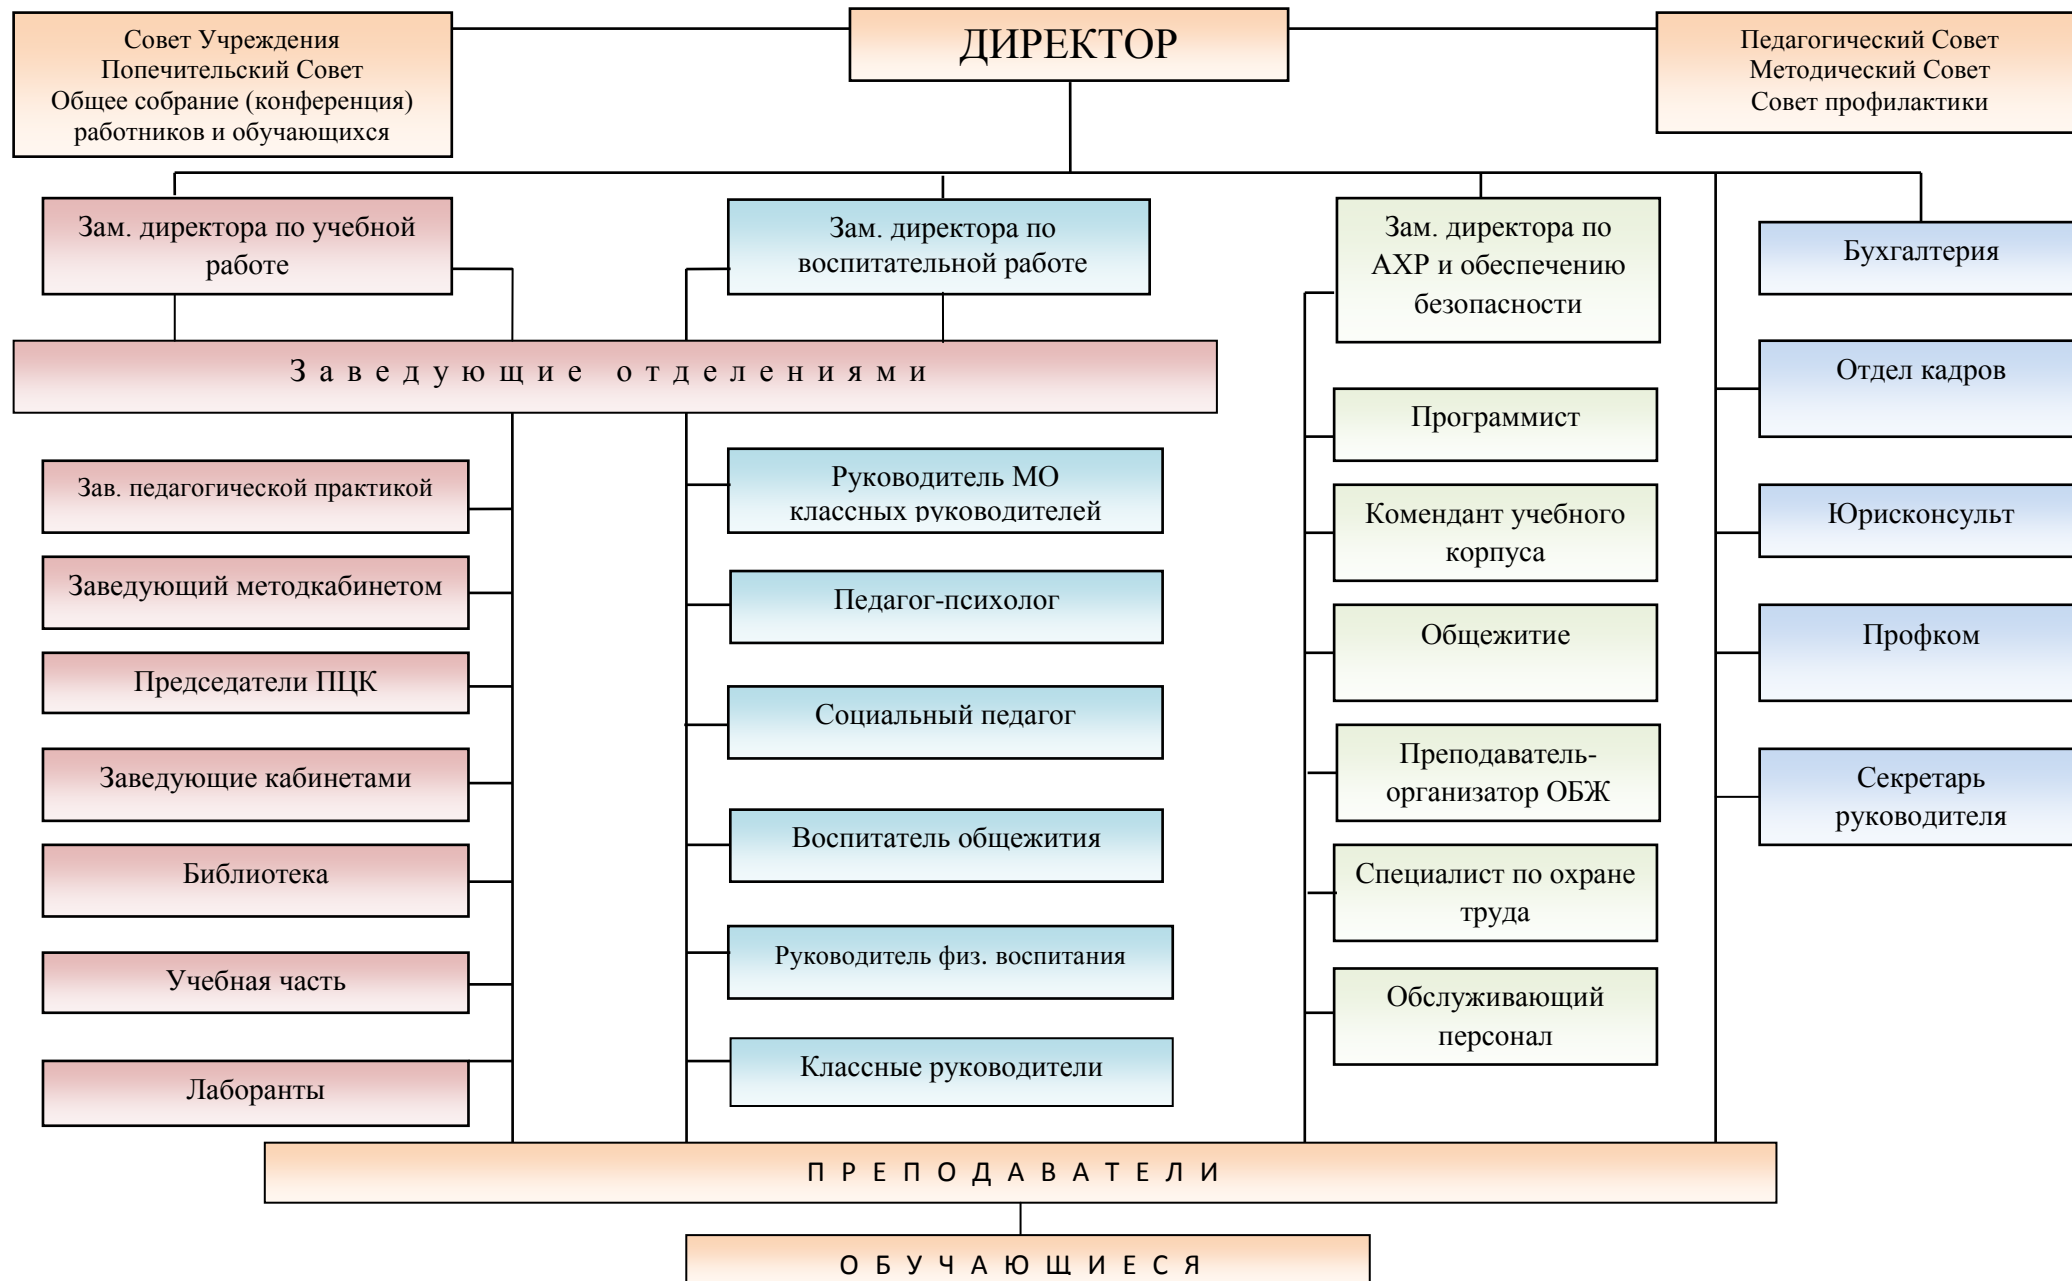 Совет Учреждения
Попечительский Совет
Общее собрание (конференция)
работников и обучающихся
ДИРЕКТОР
Педагогический Совет
Методический Совет
Совет профилактики
Зам. директора по учебной
работе
Зам. директора по
воспитательной работе
Зам. директора по
АХР и обеспечению
безопасности
Бухгалтерия
Заведующие отделениями
Зав. педагогической практикой
Заведующий методкабинетом
Председатели ПЦК
Заведующие кабинетами
Библиотека
Учебная часть
Лаборанты
Руководитель МО
классных руководителей
Педагог-психолог
Социальный педагог
Воспитатель общежития
Руководитель физ. воспитания
Классные руководители
Программист
Комендант учебного
корпуса
Общежитие
Преподаватель-
организатор ОБЖ
Специалист по охране
труда
Обслуживающий
персонал
Отдел кадров
Юрисконсульт
Профком
Секретарь
руководителя
ПРЕПОДАВАТЕЛИ
ОБУЧАЮЩИЕСЯ